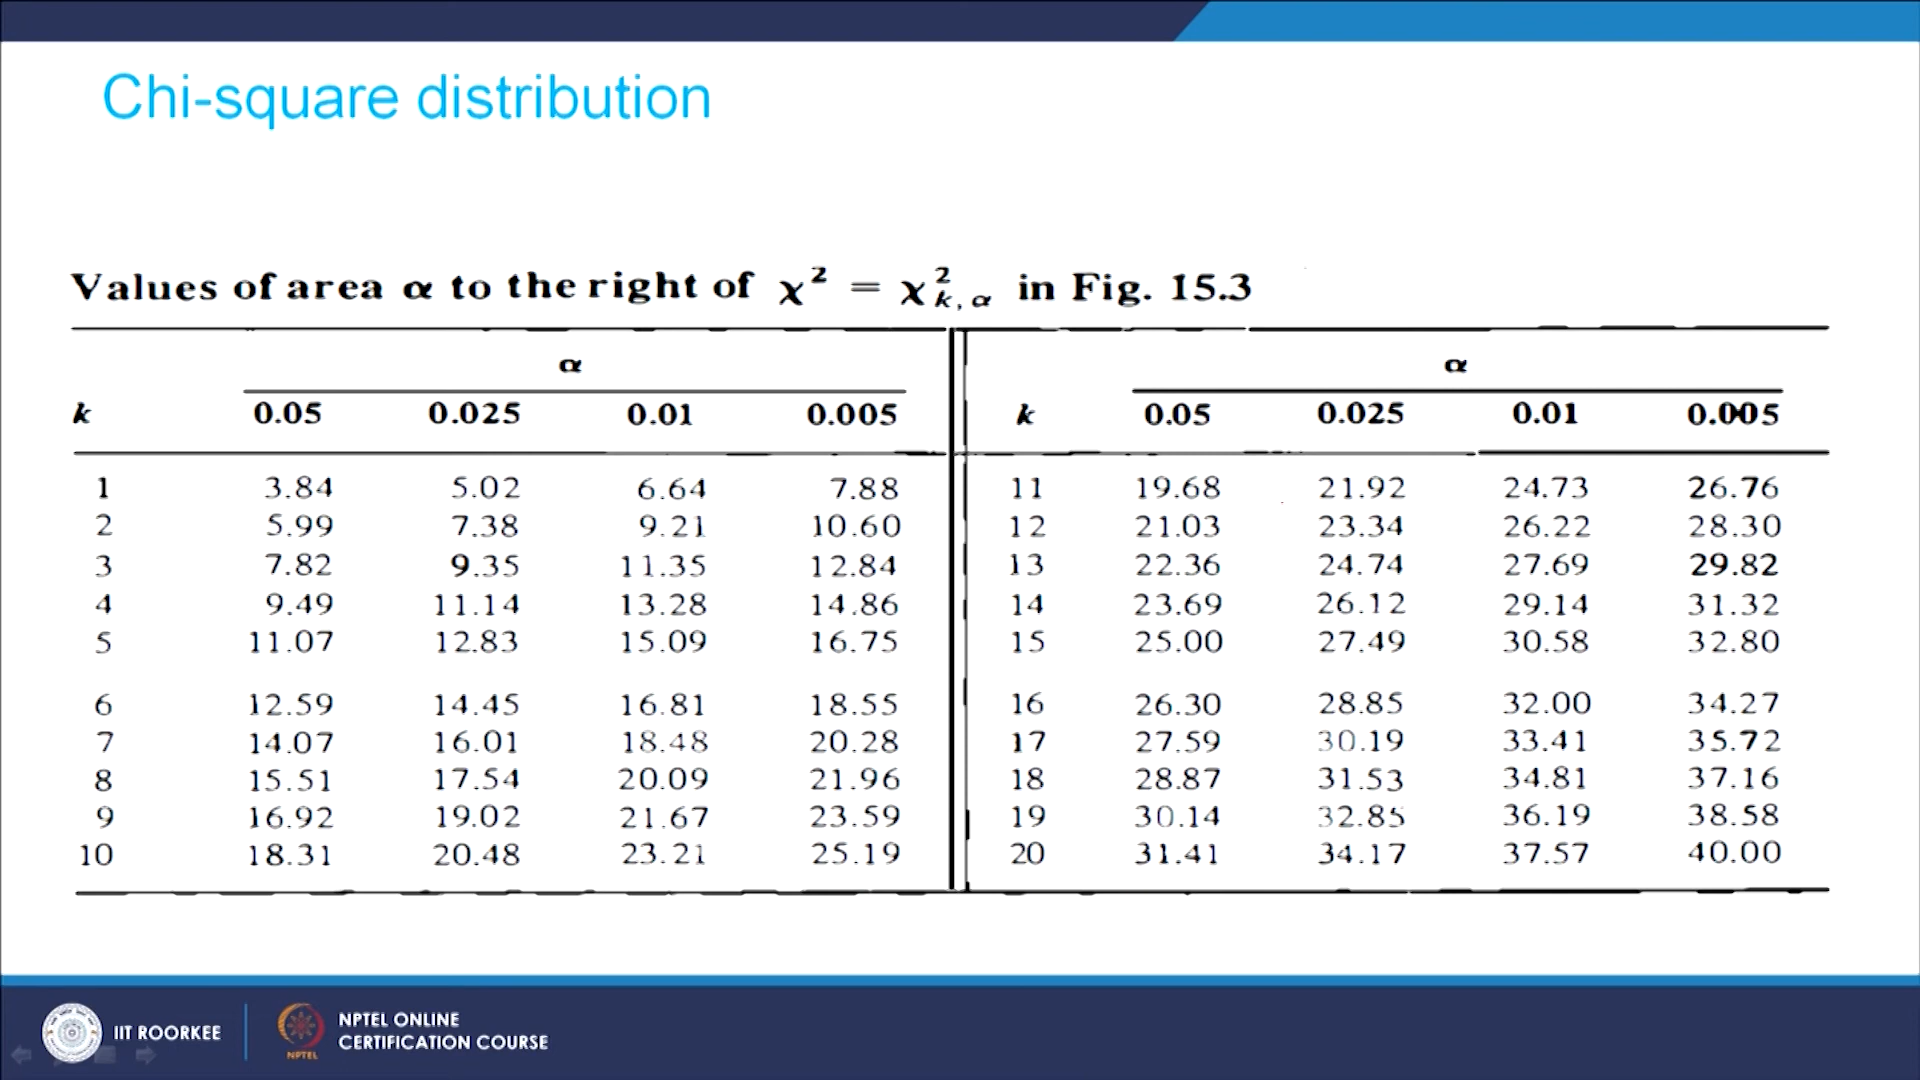 Chi-square distribution
Values of area α to the right of χ² = χ²k, α in Fig. 15.3
α α
k 0.05 0.025 0.01 0.005 k 0.05 0.025 0.01 0.005
1 3.84 5.02 6.64 7.88 11 19.68 21.92 24.73 26.76
2 5.99 7.38 9.21 10.60 12 21.03 23.34 26.22 28.30
3 7.82 9.35 11.35 12.84 13 22.36 24.74 27.69 29.82
4 9.49 11.14 13.28 14.86 14 23.69 26.12 29.14 31.32
5 11.07 12.83 15.09 16.75 15 25.00 27.49 30.58 32.80
6 12.59 14.45 16.81 18.55 16 26.30 28.85 32.00 34.27
7 14.07 16.01 18.48 20.28 17 27.59 30.19 33.41 35.72
8 15.51 17.54 20.09 21.96 18 28.87 31.53 34.81 37.16
9 16.92 19.02 21.67 23.59 19 30.14 32.85 36.19 38.58
10 18.31 20.48 23.21 25.19 20 31.41 34.17 37.57 40.00
IIT ROORKEE
NPTEL
NPTEL ONLINE
CERTIFICATION COURSE